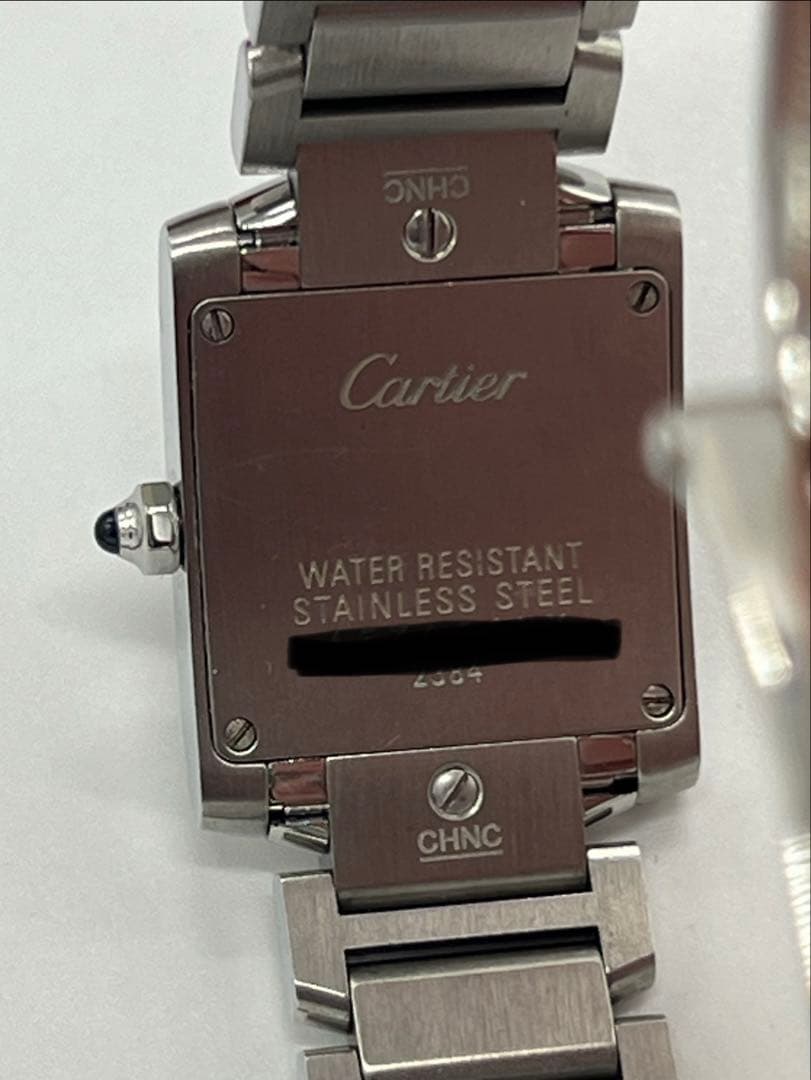 CHNC
Cartier
WATER RESISTANT
STAINLESS STEEL
2384
CHNC